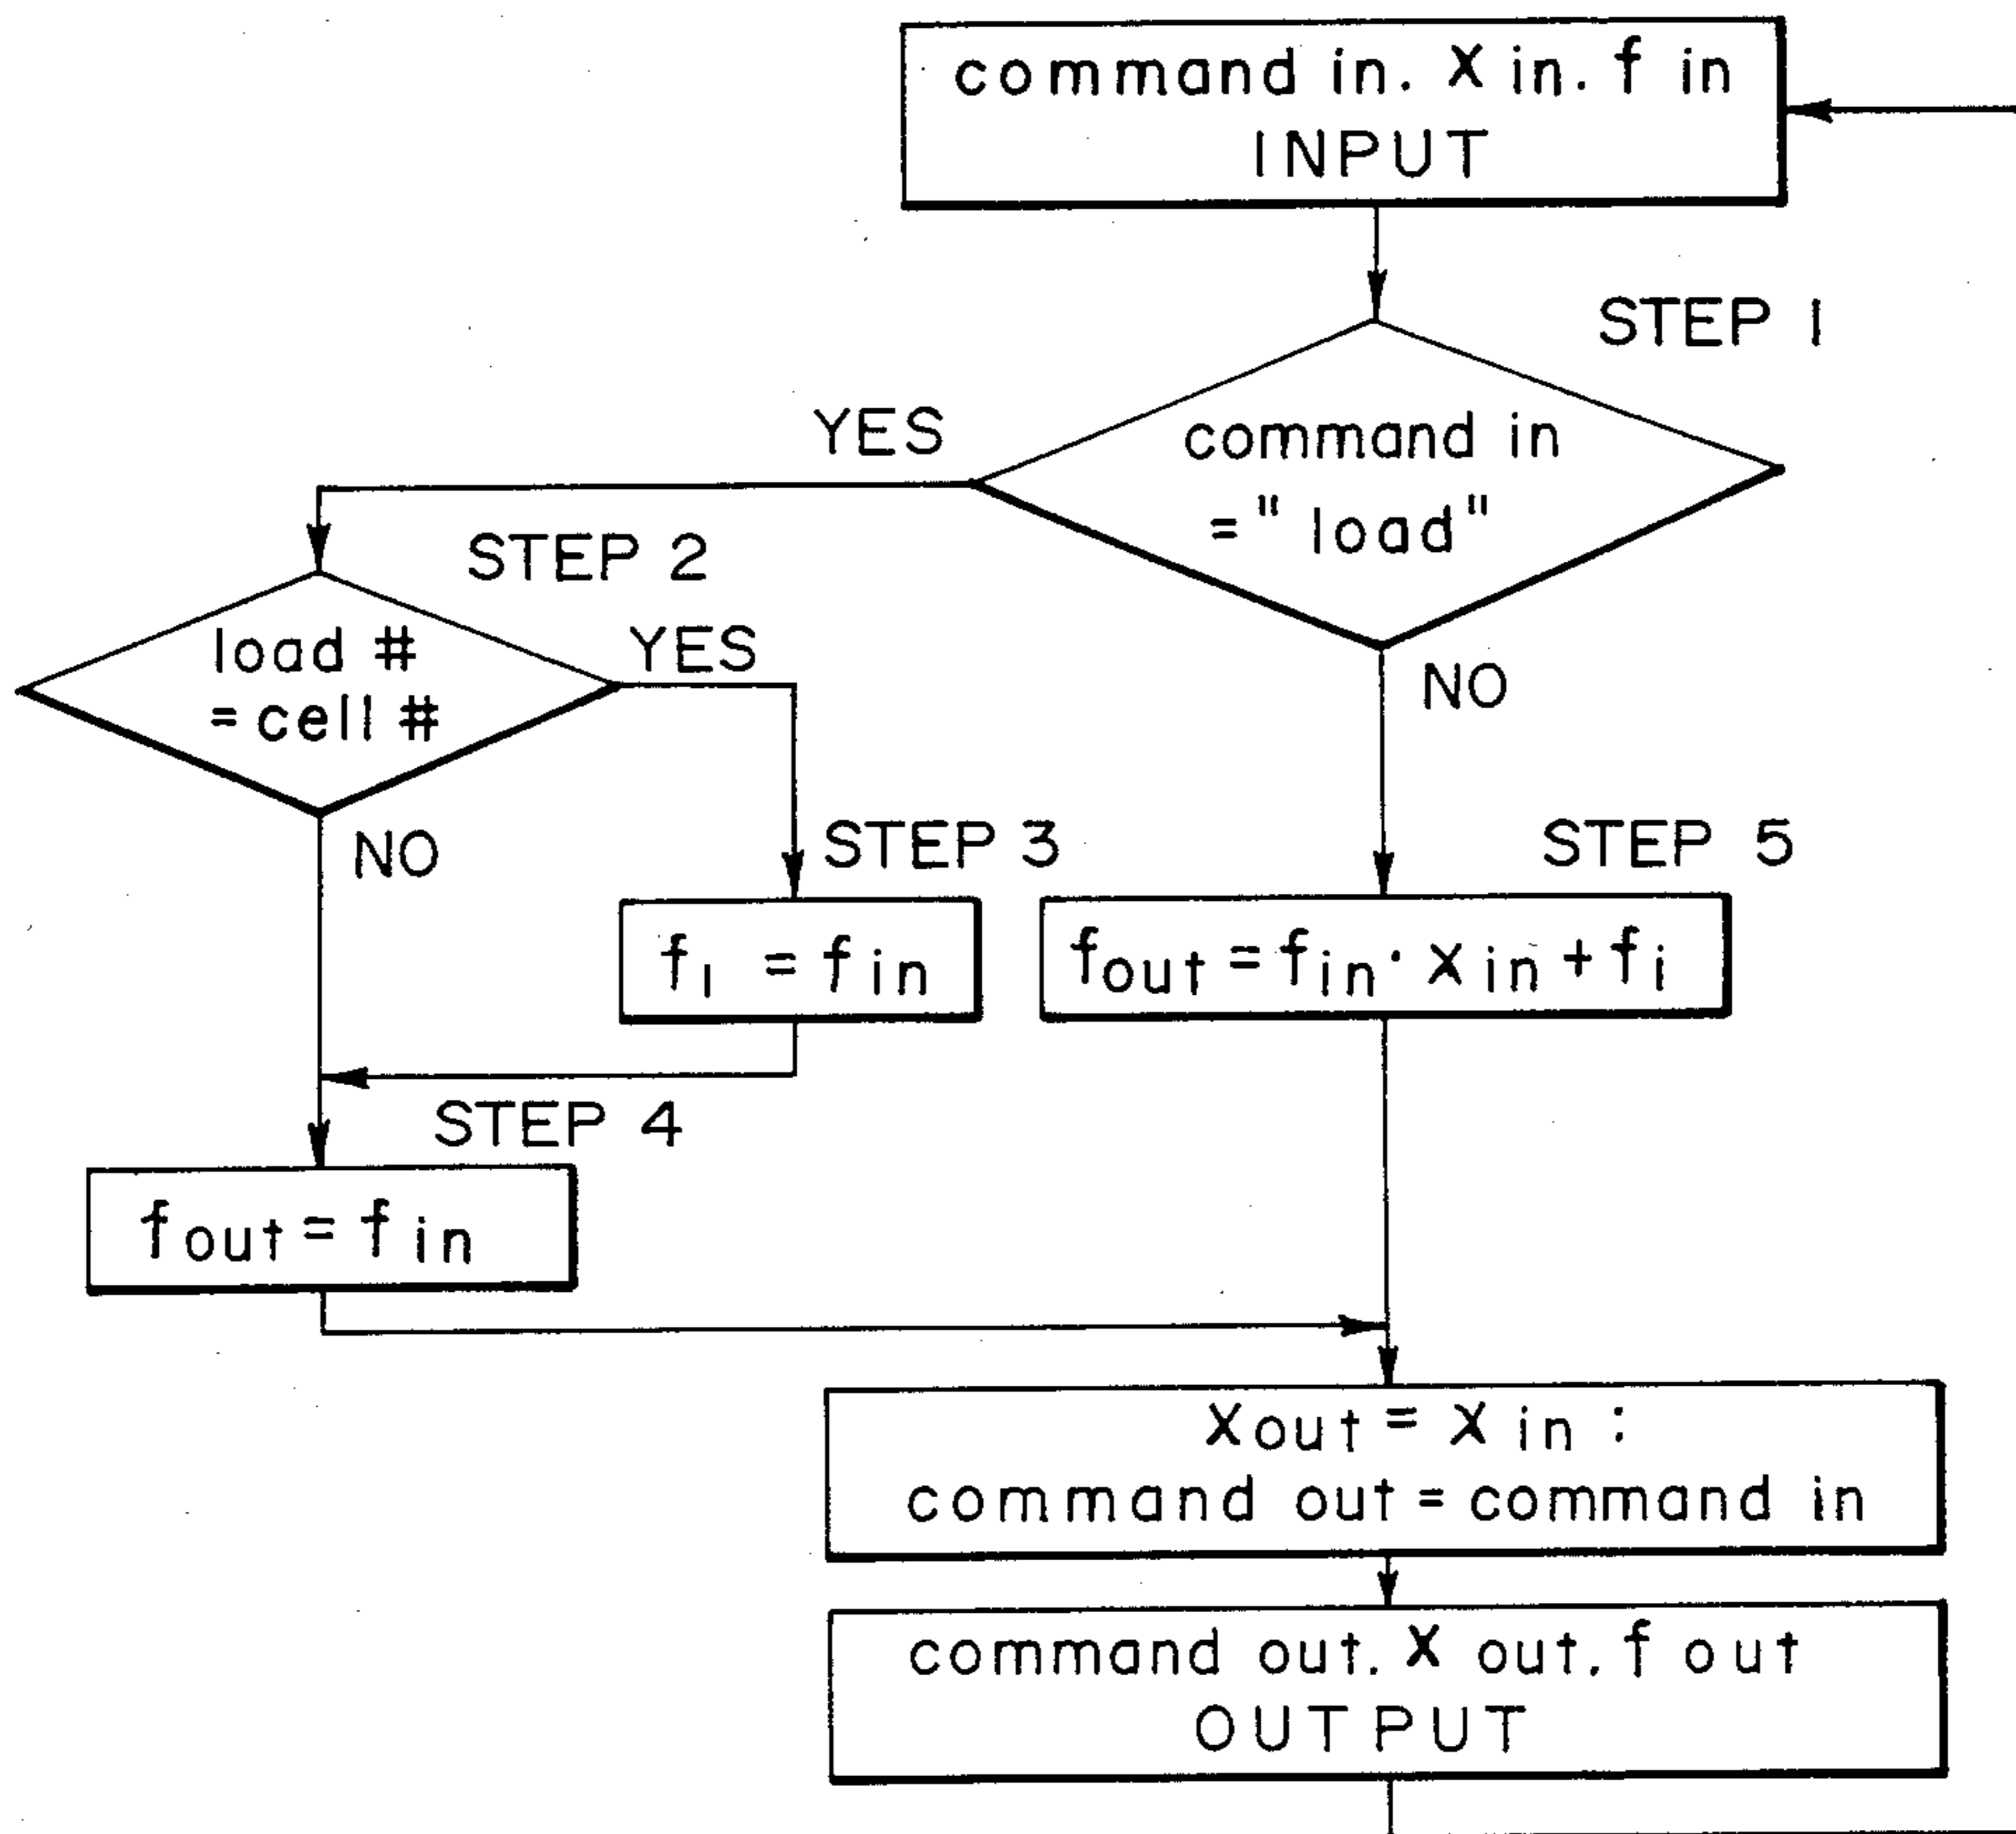 command in. X in. f in
INPUT
STEP 1
command in
="load"
YES
NO
STEP 2
load #
=cell #
YES
NO
STEP 3
f1 = fin
STEP 5
fout = fin · Xin + fi
STEP 4
fout = fin
Xout = X in :
command out = command in
command out. X out. f out
OUTPUT